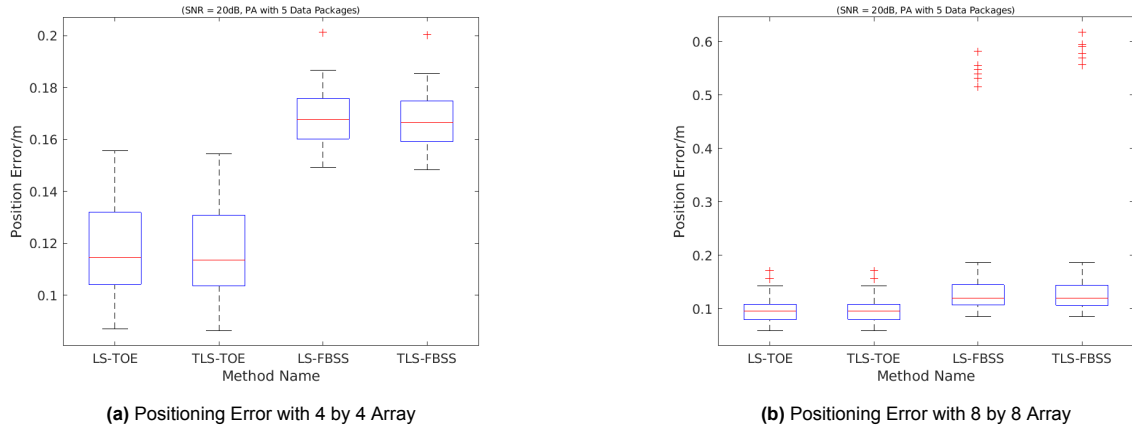 (SNR = 20dB, PA with 5 Data Packages)
0.2
0.18
0.16
0.14
0.12
0.1
Position Error/m
LS-TOE TLS-TOE LS-FBSS TLS-FBSS
Method Name
(a) Positioning Error with 4 by 4 Array
(SNR = 20dB, PA with 5 Data Packages)
0.6
0.5
0.4
0.3
0.2
0.1
Position Error/m
LS-TOE TLS-TOE LS-FBSS TLS-FBSS
Method Name
(b) Positioning Error with 8 by 8 Array